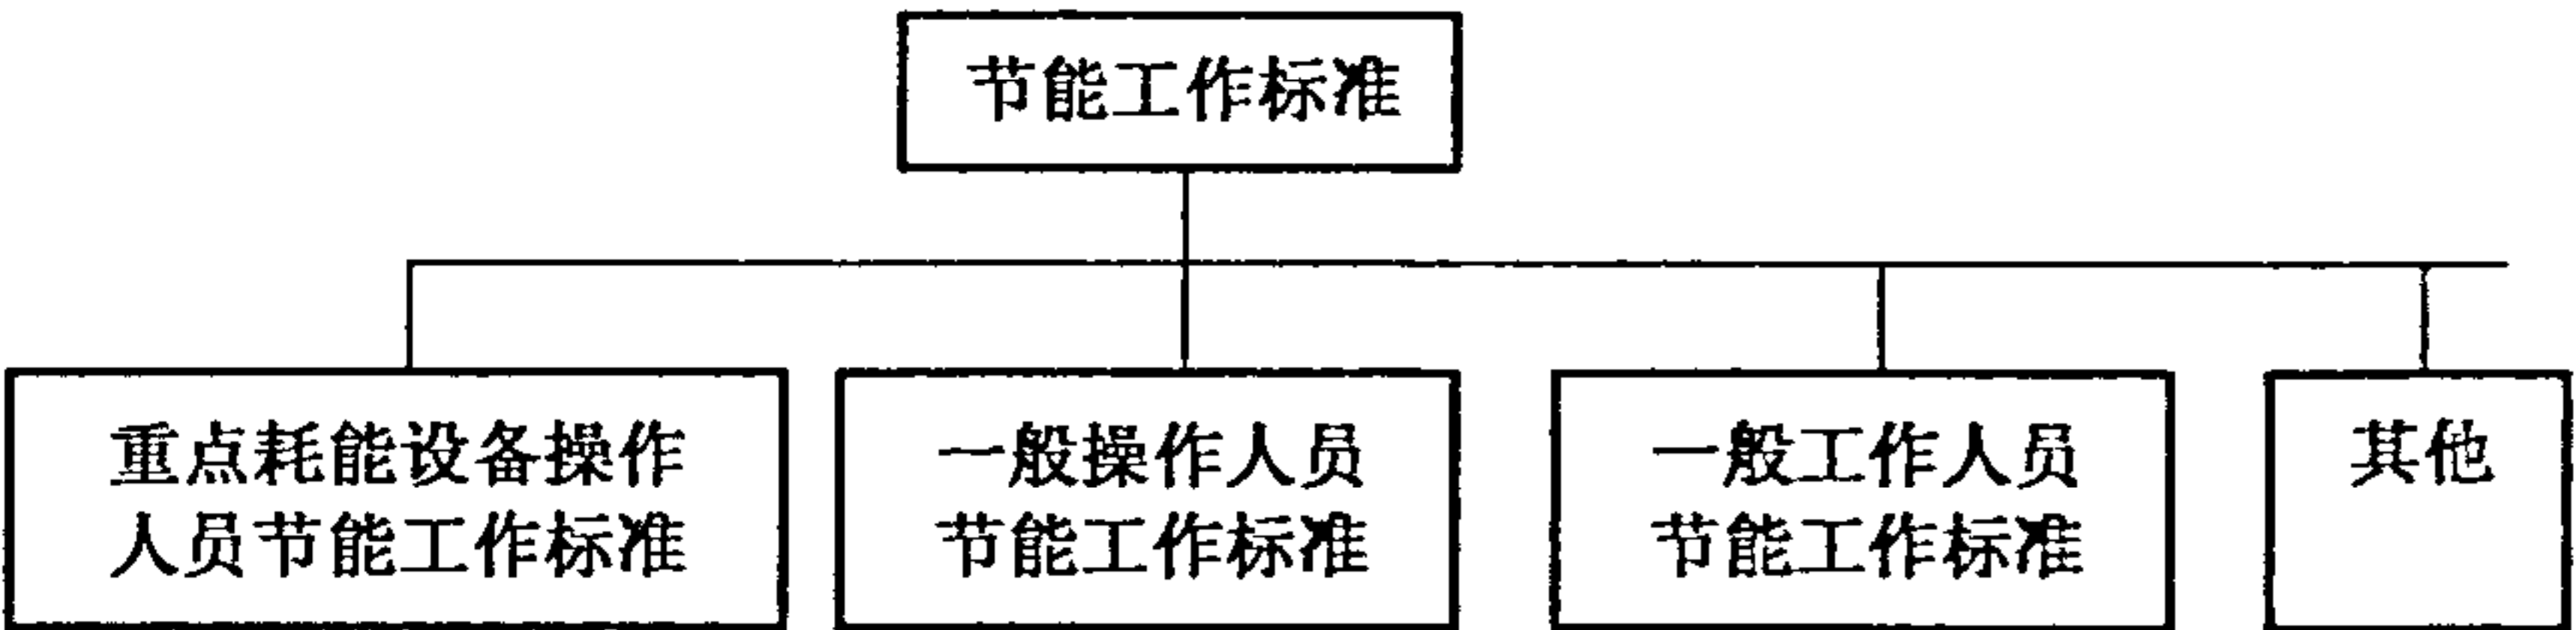 节能工作标准
重点耗能设备操作
人员节能工作标准
一般操作人员
节能工作标准
一般工作人员
节能工作标准
其他